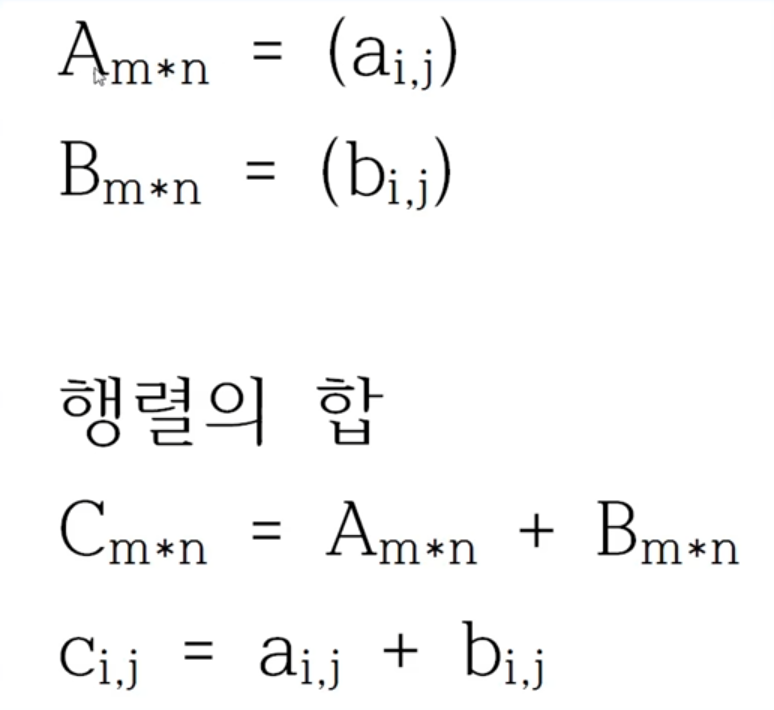 Aₘ*ₙ = (aᵢ,ⱼ)
Bₘ*ₙ = (bᵢ,ⱼ)
행렬의 합
Cₘ*ₙ = Aₘ*ₙ + Bₘ*ₙ
cᵢ,ⱼ = aᵢ,ⱼ + bᵢ,ⱼ